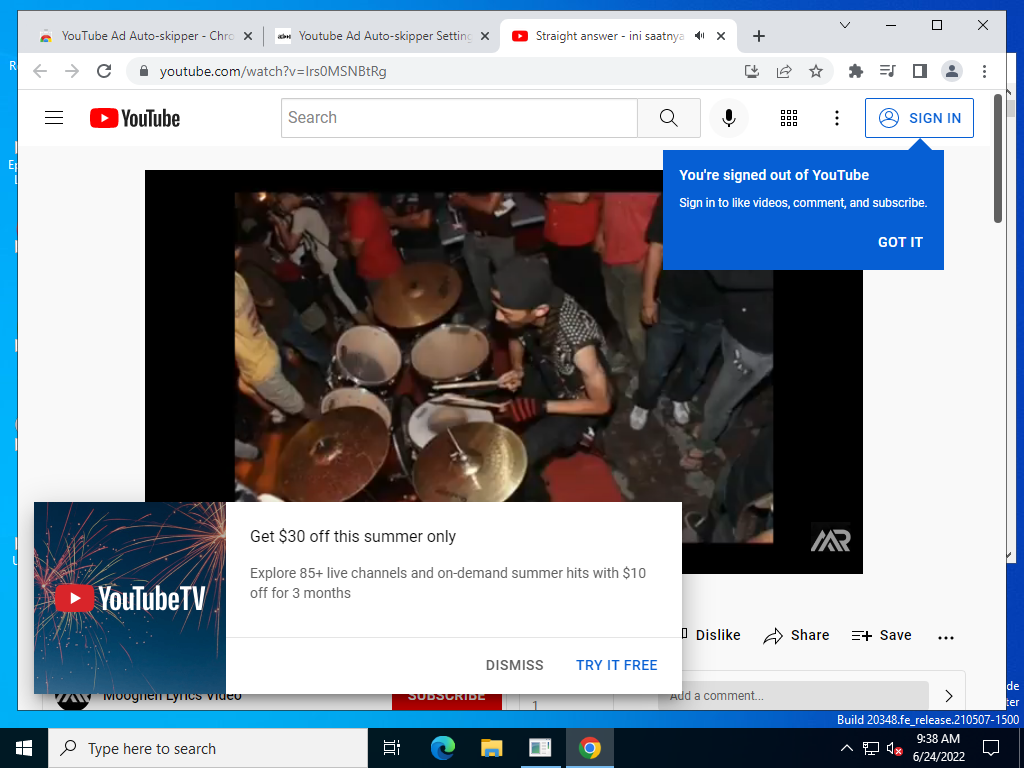 YouTube Ad Auto-skipper - Chro
Youtube Ad Auto-skipper Setting
Straight answer - ini saatnya
youtube.com/watch?v=Irs0MSNBtRg
YouTube
Search
SIGN IN
You're signed out of YouTube
Sign in to like videos, comment, and subscribe.
GOT IT
MR
YouTubeTV
Get $30 off this summer only
Explore 85+ live channels and on-demand summer hits with $10
off for 3 months
DISMISS
TRY IT FREE
Dislike
Share
Save
Moognen Lyrics Video
SUBSCRIBE
1
Add a comment...
Build 20348.fe_release.210507-1500
Type here to search
9:38 AM
6/24/2022